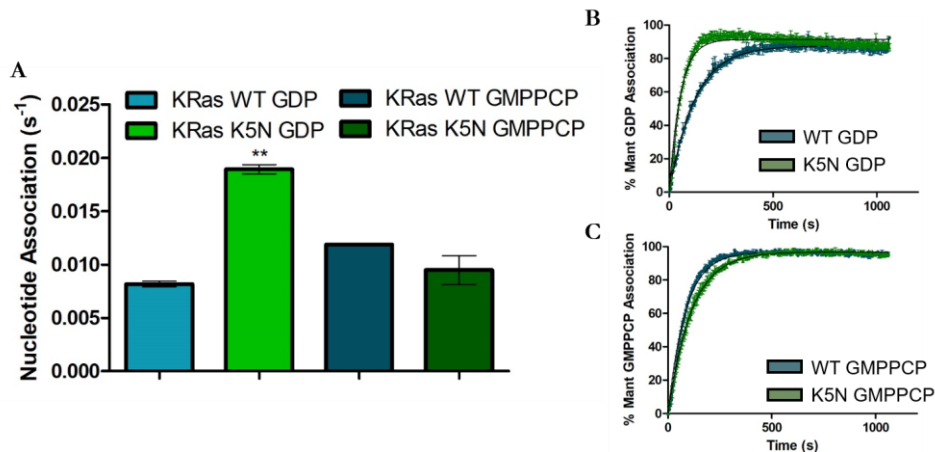 A
Nucleotide Association (s⁻¹)
0.025
0.020
0.015
0.010
0.005
0.000
KRas WT GDP
KRas WT GMPPCP
KRas K5N GDP
KRas K5N GMPPCP
**
B
% Mant GDP Association
100
80
60
40
20
0
0
500
1000
Time (s)
WT GDP
K5N GDP
C
% Mant GMPPCP Association
100
80
60
40
20
0
0
500
1000
Time (s)
WT GMPPCP
K5N GMPPCP